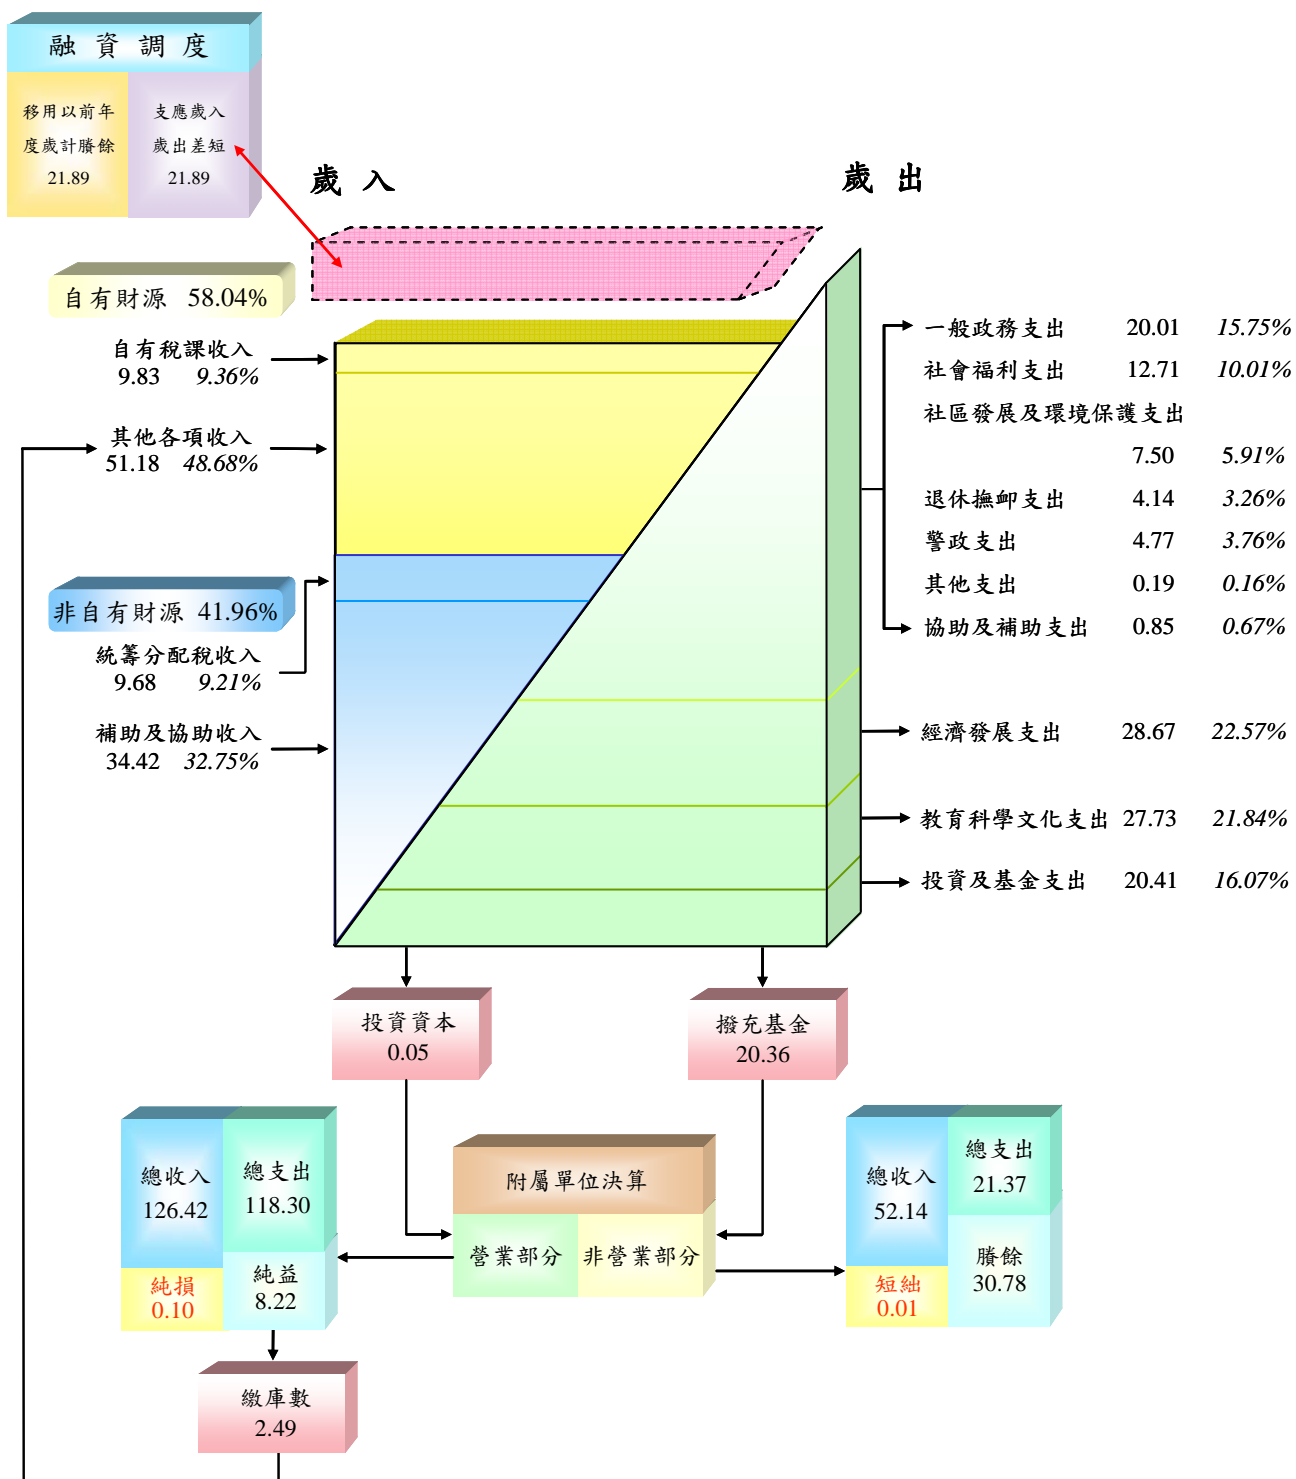 融資調度
移用以前年
度歲計賸餘
21.89
支應歲入
歲出差短
21.89
歲入
歲出
自有財源 58.04%
自有稅課收入
9.83 9.36%
其他各項收入
51.18 48.68%
非自有財源 41.96%
統籌分配稅收入
9.68 9.21%
補助及協助收入
34.42 32.75%
一般政務支出 20.01 15.75%
社會福利支出 12.71 10.01%
社區發展及環境保護支出
7.50 5.91%
退休撫卹支出 4.14 3.26%
警政支出 4.77 3.76%
其他支出 0.19 0.16%
協助及補助支出 0.85 0.67%
經濟發展支出 28.67 22.57%
教育科學文化支出 27.73 21.84%
投資及基金支出 20.41 16.07%
投資資本
0.05
撥充基金
20.36
總收入
126.42
純損
0.10
總支出
118.30
純益
8.22
附屬單位決算
營業部分
非營業部分
總收入
52.14
短絀
0.01
總支出
21.37
賸餘
30.78
繳庫數
2.49